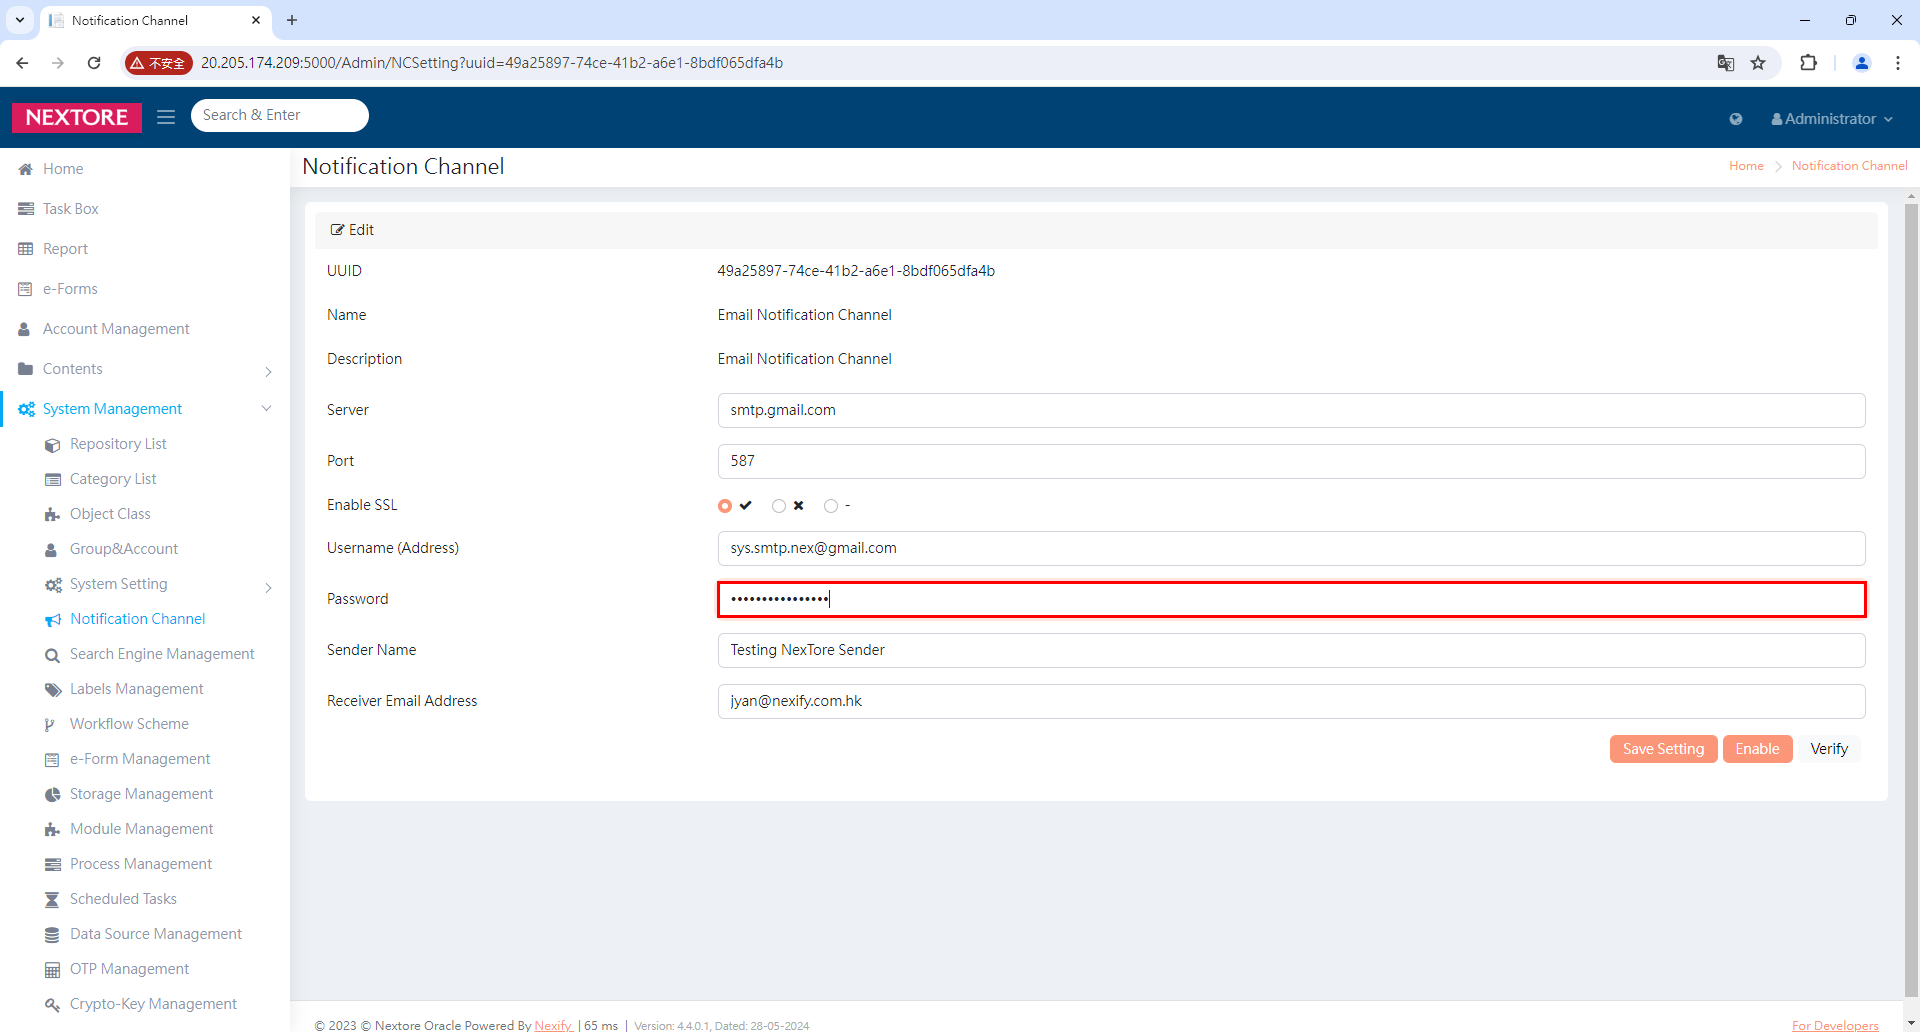 Notification Channel
不安全
20.205.174.209:5000/Admin/NCSetting?uuid=49a25897-74ce-41b2-a6e1-8bdf065dfa4b
NEXTORE
Search & Enter
Administrator
Home
Task Box
Report
e-Forms
Account Management
Contents
System Management
Repository List
Category List
Object Class
Group&Account
System Setting
Notification Channel
Search Engine Management
Labels Management
Workflow Scheme
e-Form Management
Storage Management
Module Management
Process Management
Scheduled Tasks
Data Source Management
OTP Management
Crypto-Key Management
Notification Channel
Home > Notification Channel
Edit
UUID 49a25897-74ce-41b2-a6e1-8bdf065dfa4b
Name Email Notification Channel
Description Email Notification Channel
Server smtp.gmail.com
Port 587
Enable SSL ✔ ✖ -
Username (Address) sys.smtp.nex@gmail.com
Password ••••••••••••••••
Sender Name Testing NexTore Sender
Receiver Email Address jyan@nexify.com.hk
Save Setting Enable Verify
© 2023 © Nextore Oracle Powered By Nexify | 65 ms | Version: 4.4.0.1, Dated: 28-05-2024
For Developers